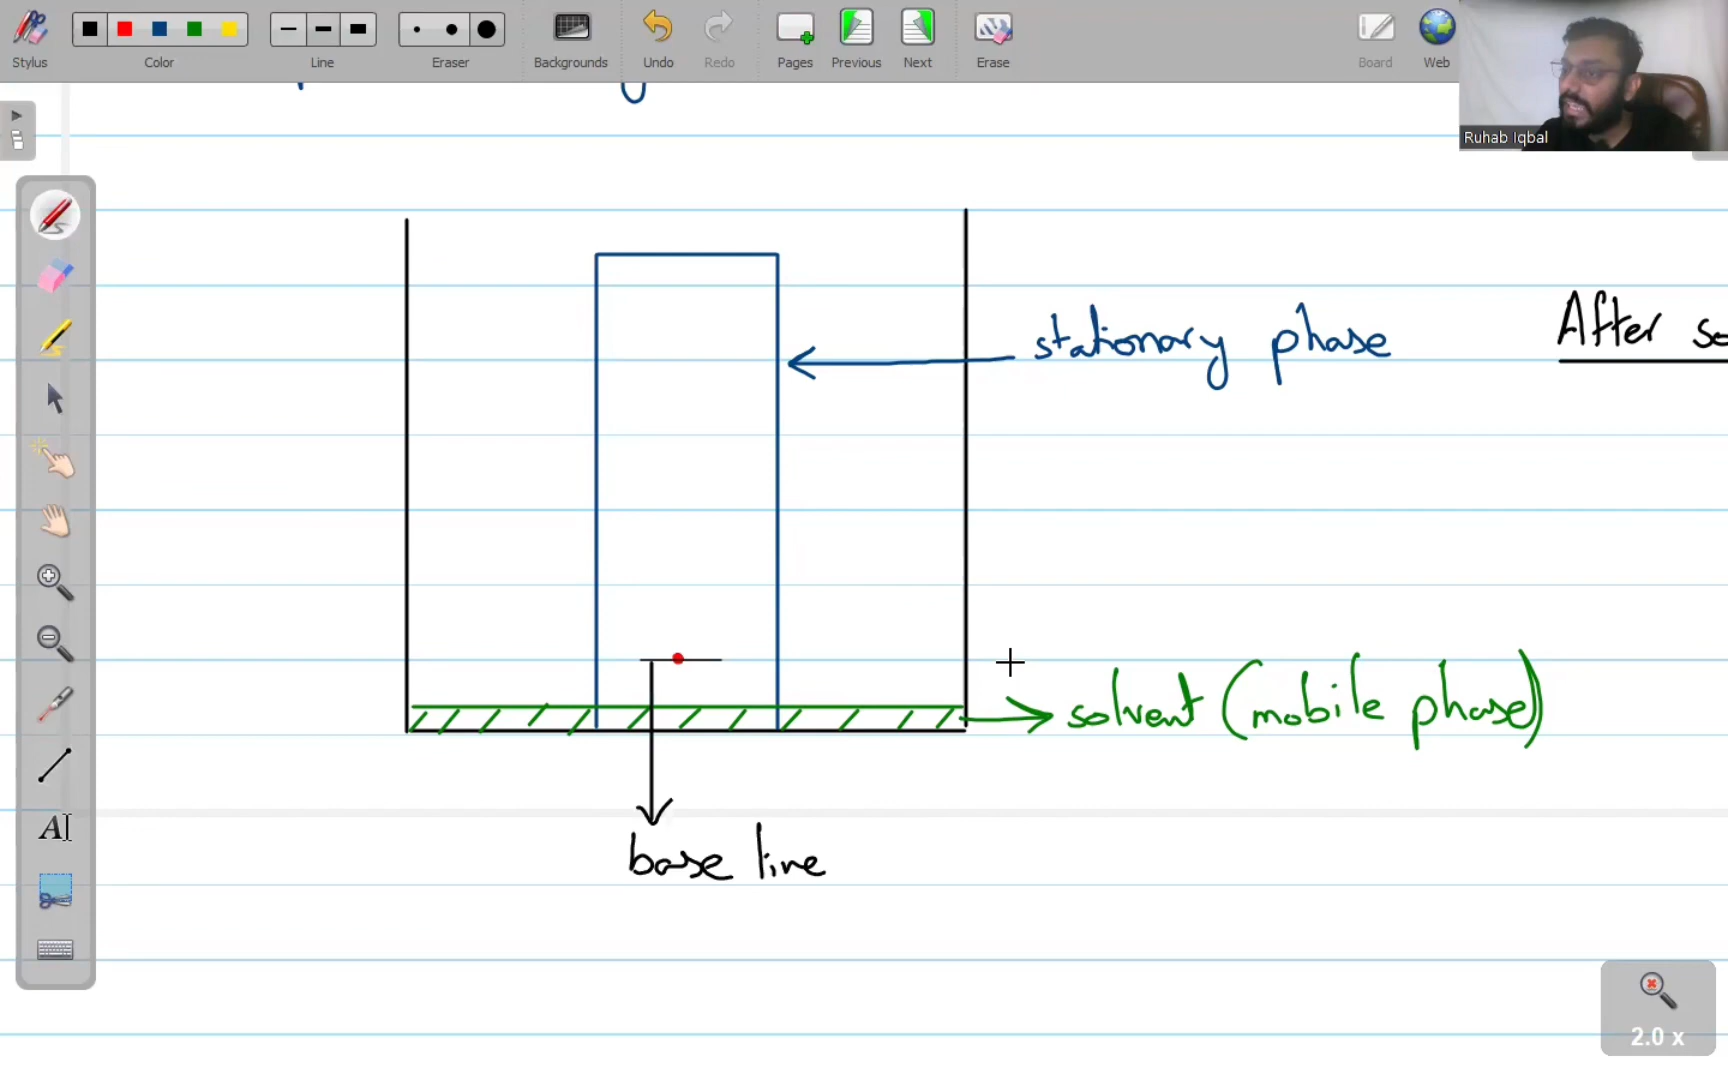 Stylus Color Line Eraser Backgrounds Undo Redo Pages Previous Next Erase Board Web
Ruhab Iqbal
stationary phase
After
solvent (mobile phase)
base line
A
2.0 x